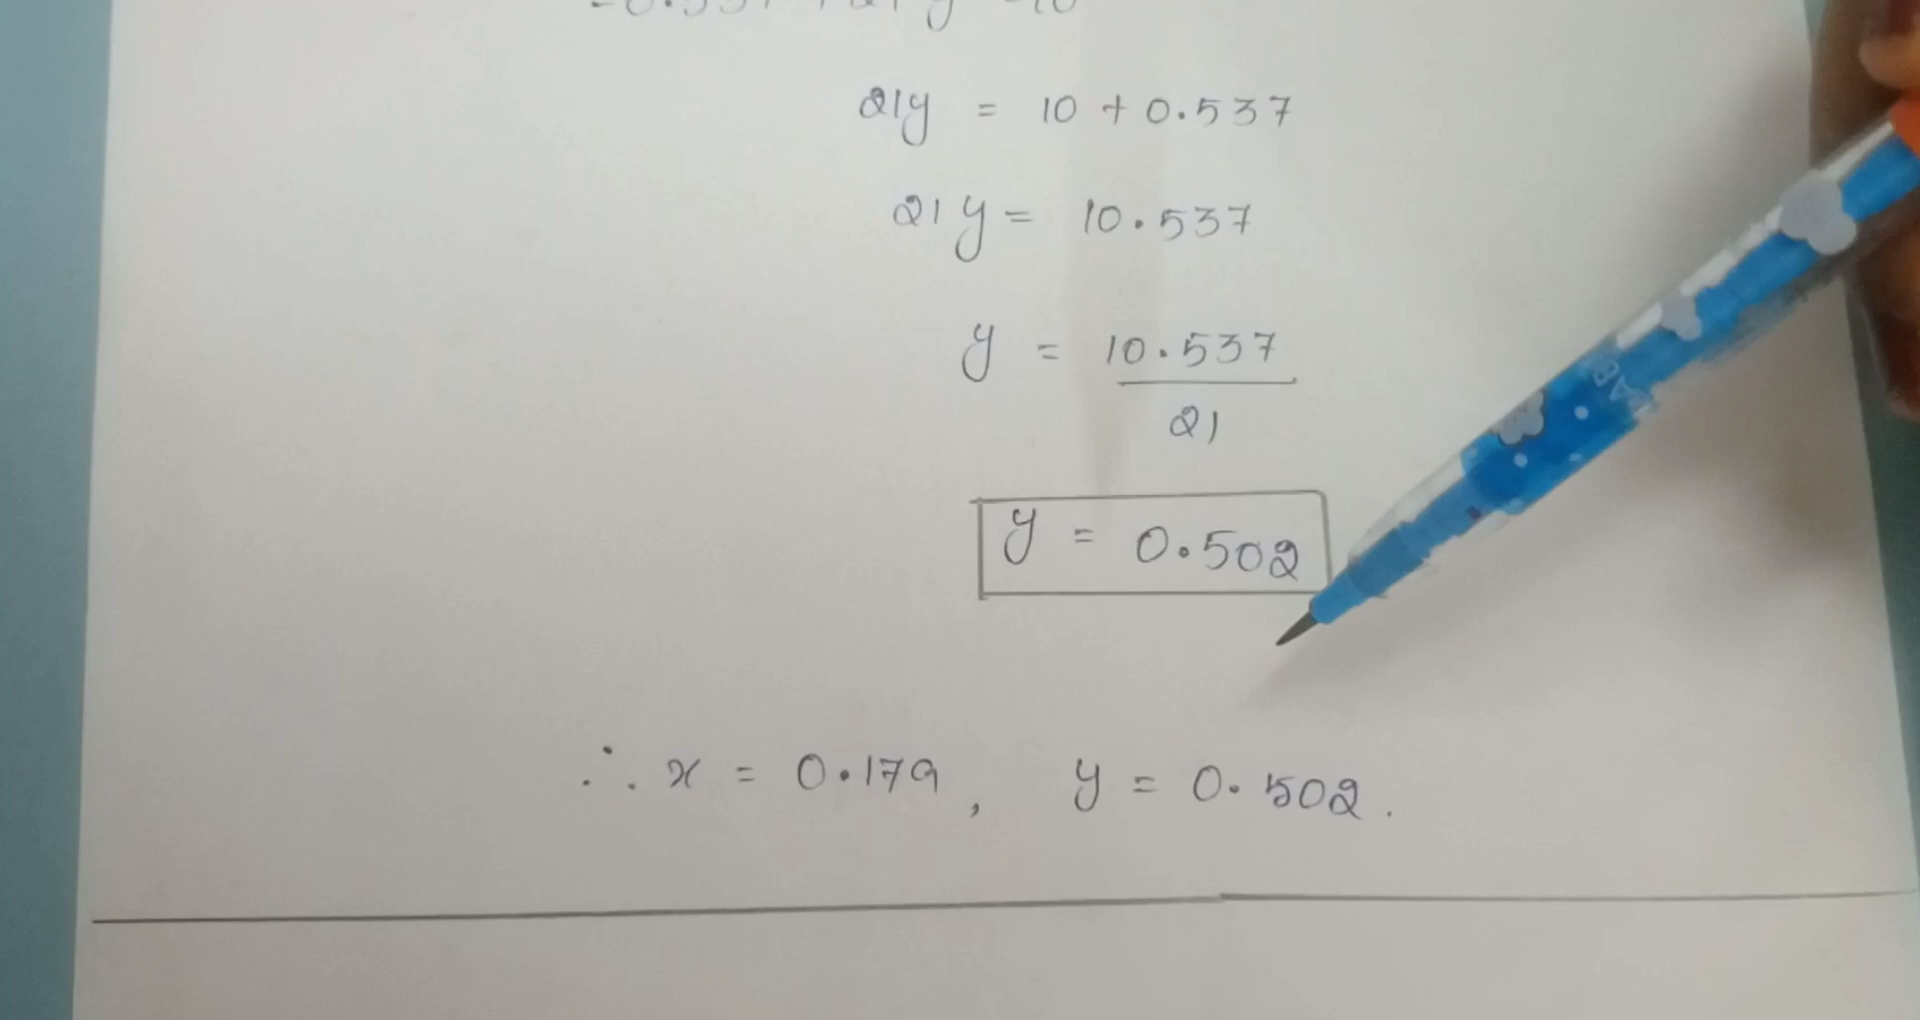 21y = 10 + 0.537
21y = 10.537
y = 10.537
21
y = 0.502
∴ x = 0.179, y = 0.502.